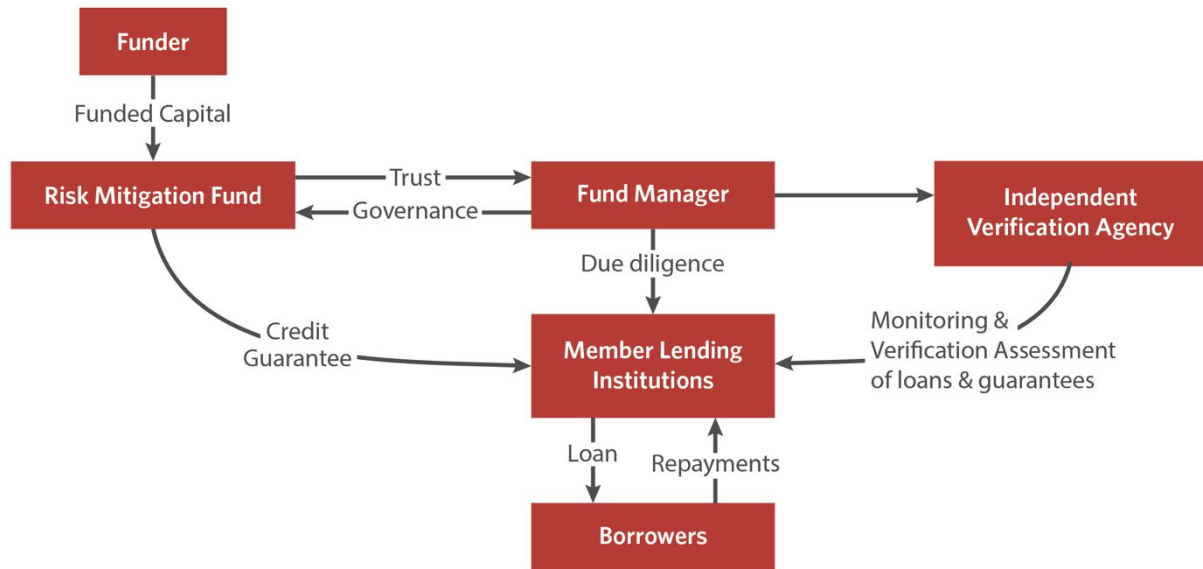 Funder
Funded Capital
Risk Mitigation Fund
Trust
Governance
Fund Manager
Independent
Verification Agency
Due diligence
Credit
Guarantee
Member Lending
Institutions
Monitoring &
Verification Assessment
of loans & guarantees
Loan
Repayments
Borrowers